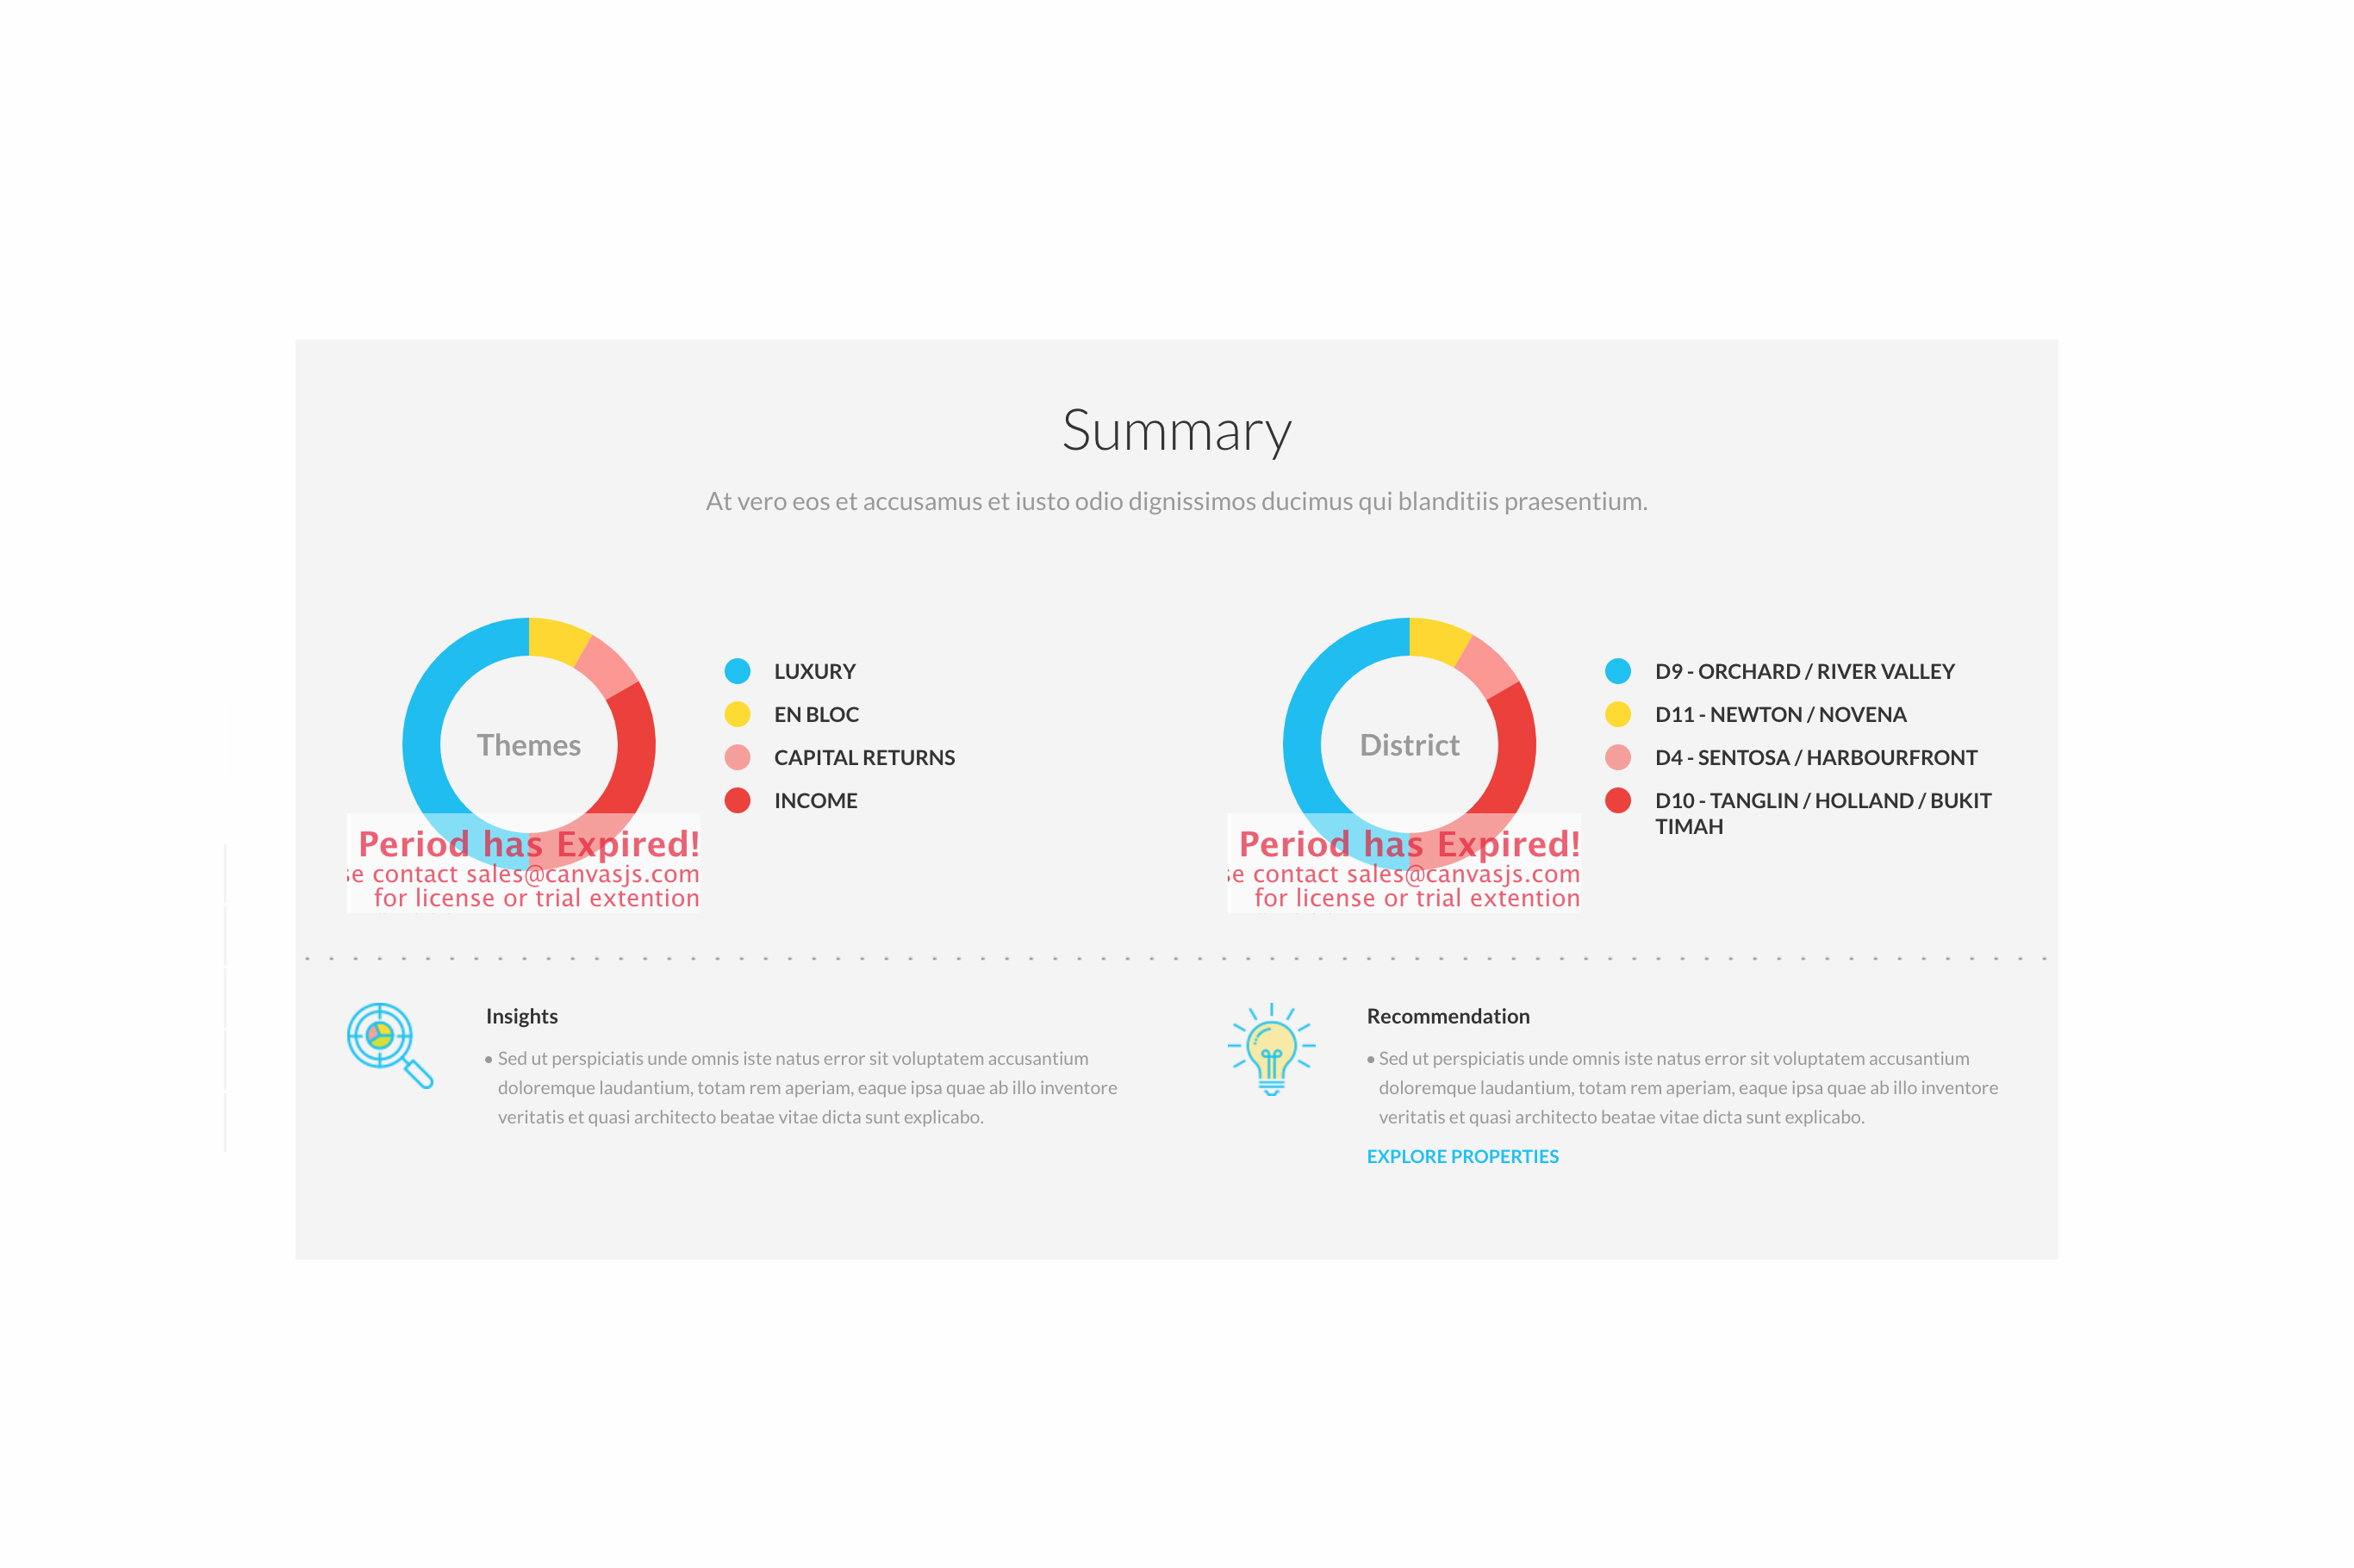 Summary
At vero eos et accusamus et iusto odio dignissimos ducimus qui blanditiis praesentium.
Themes
LUXURY
EN BLOC
CAPITAL RETURNS
INCOME
Period has Expired!
se contact sales@canvasjs.com
for license or trial extention
District
D9 - ORCHARD / RIVER VALLEY
D11 - NEWTON / NOVENA
D4 - SENTOSA / HARBOURFRONT
D10 - TANGLIN / HOLLAND / BUKIT
TIMAH
Period has Expired!
se contact sales@canvasjs.com
for license or trial extention
Insights
• Sed ut perspiciatis unde omnis iste natus error sit voluptatem accusantium
doloremque laudantium, totam rem aperiam, eaque ipsa quae ab illo inventore
veritatis et quasi architecto beatae vitae dicta sunt explicabo.
Recommendation
• Sed ut perspiciatis unde omnis iste natus error sit voluptatem accusantium
doloremque laudantium, totam rem aperiam, eaque ipsa quae ab illo inventore
veritatis et quasi architecto beatae vitae dicta sunt explicabo.
EXPLORE PROPERTIES